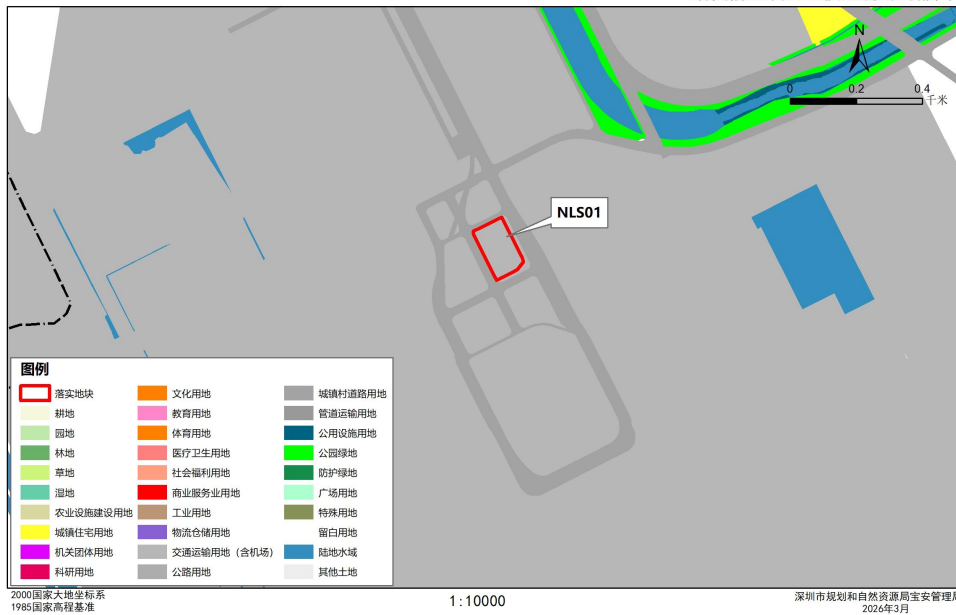 N
0 0.2 0.4
千米
NLS01
图例
落实地块 文化用地 城镇村道路用地
耕地 教育用地 管道运输用地
园地 体育用地 公用设施用地
林地 医疗卫生用地 公园绿地
草地 社会福利用地 防护绿地
湿地 商业服务业用地 广场用地
农业设施建设用地 工业用地 特殊用地
城镇住宅用地 物流仓储用地 留白用地
机关团体用地 交通运输用地（含机场） 陆地水域
科研用地 公路用地 其他土地
2000国家大地坐标系
1985国家高程基准
1:10000
深圳市规划和自然资源局宝安管理局
2026年3月